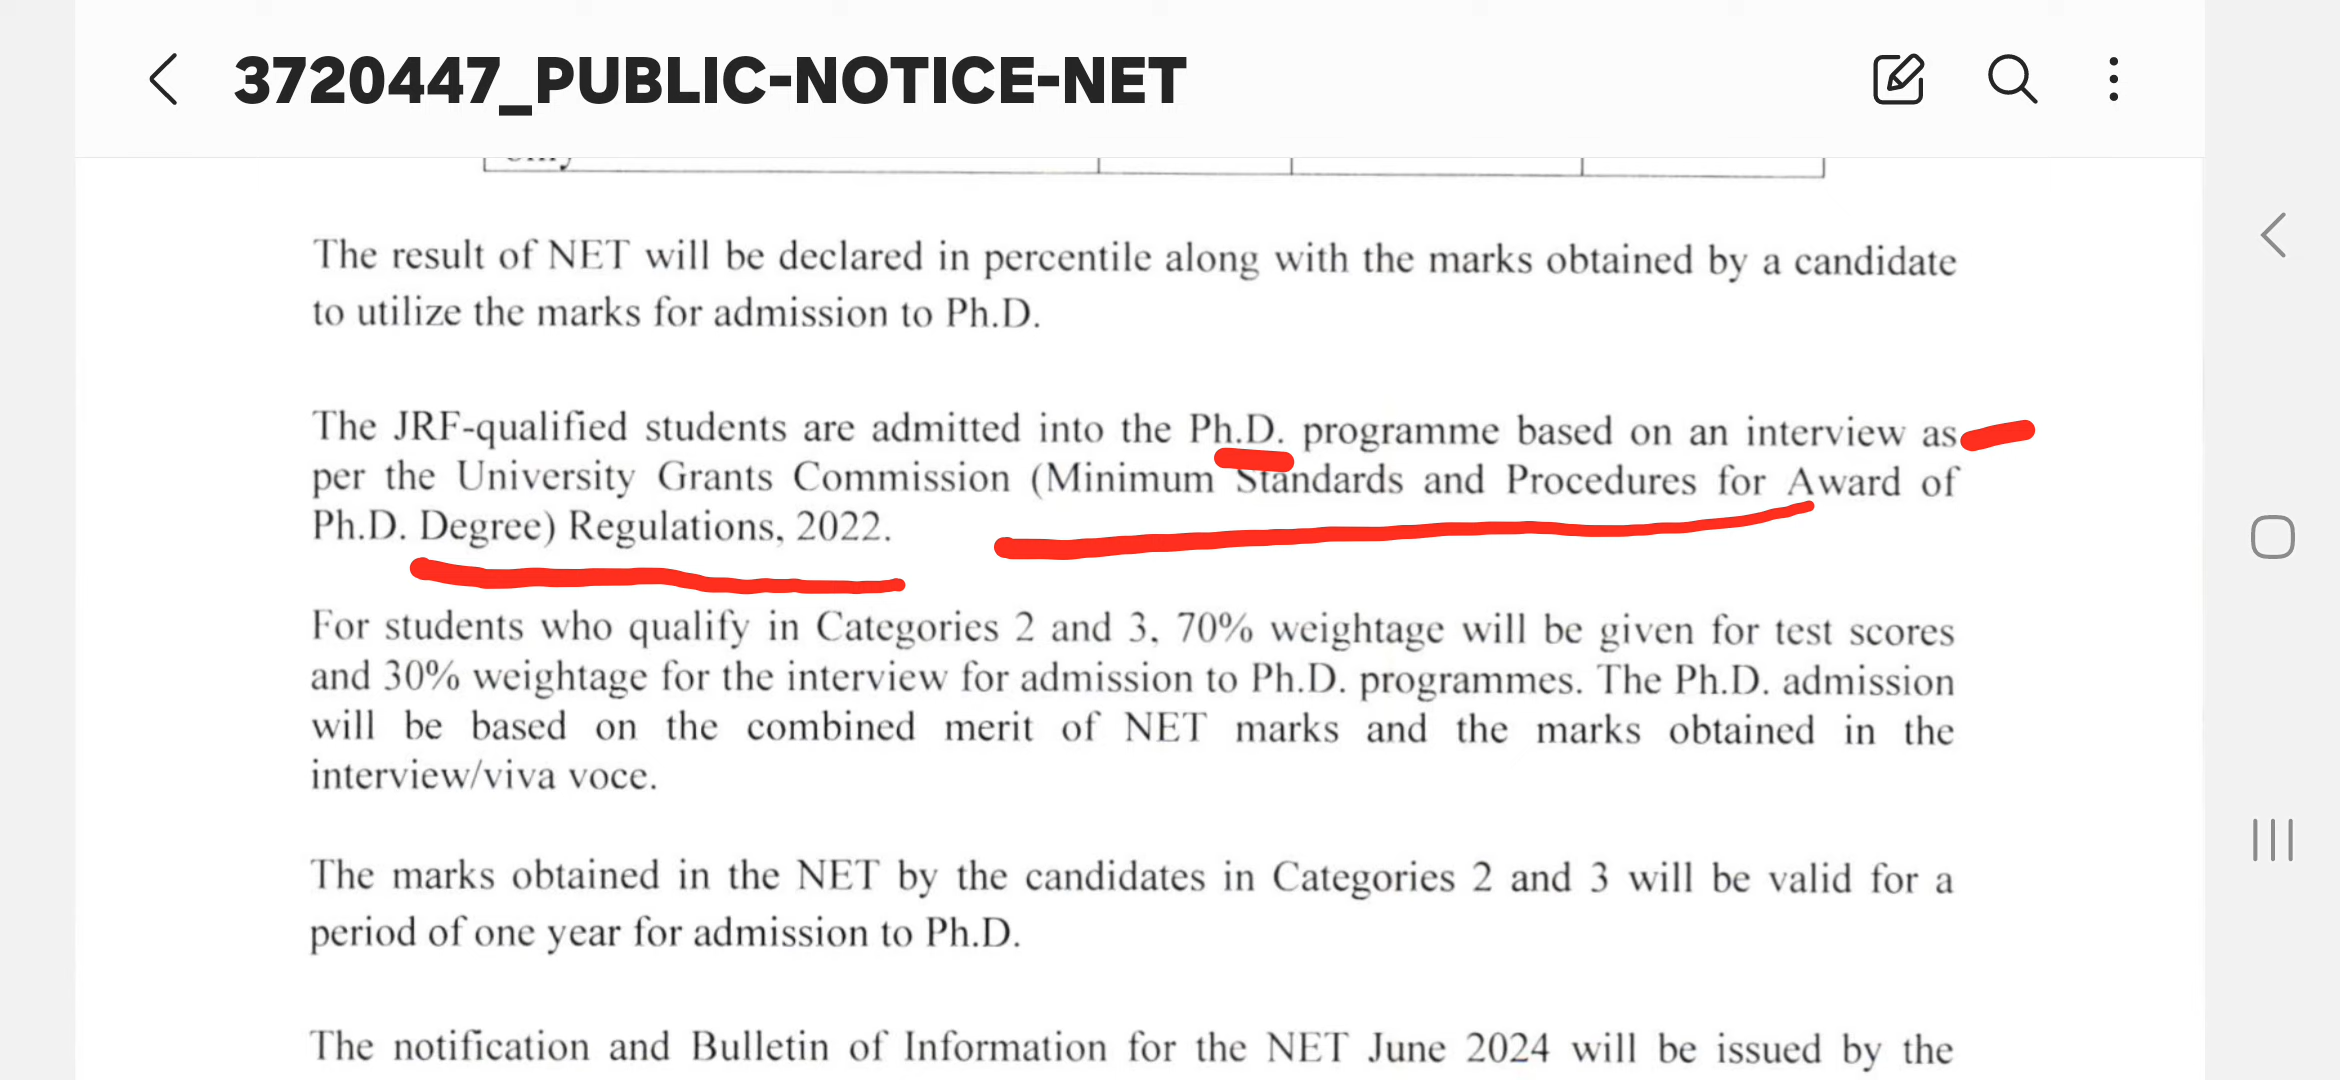 3720447_PUBLIC-NOTICE-NET
The result of NET will be declared in percentile along with the marks obtained by a candidate
to utilize the marks for admission to Ph.D.
The JRF-qualified students are admitted into the Ph.D. programme based on an interview as
per the University Grants Commission (Minimum Standards and Procedures for Award of
Ph.D. Degree) Regulations, 2022.
For students who qualify in Categories 2 and 3, 70% weightage will be given for test scores
and 30% weightage for the interview for admission to Ph.D. programmes. The Ph.D. admission
will be based on the combined merit of NET marks and the marks obtained in the
interview/viva voce.
The marks obtained in the NET by the candidates in Categories 2 and 3 will be valid for a
period of one year for admission to Ph.D.
The notification and Bulletin of Information for the NET June 2024 will be issued by the